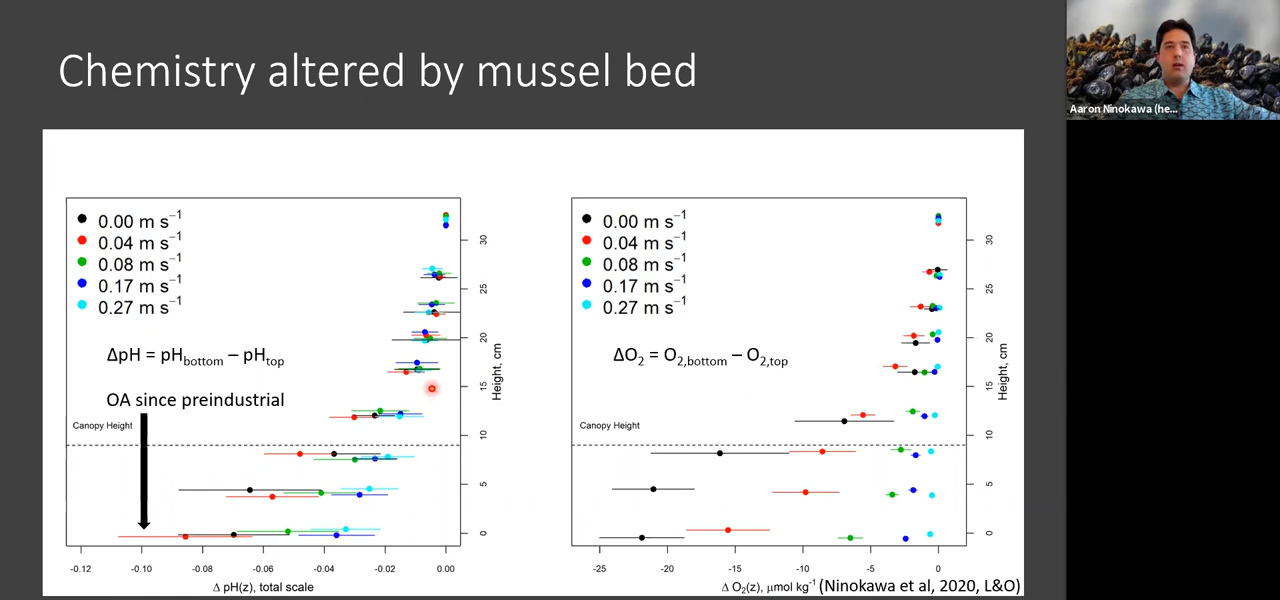 Chemistry altered by mussel bed
Aaron Ninokawa (he...
0.00 m s⁻¹
0.04 m s⁻¹
0.08 m s⁻¹
0.17 m s⁻¹
0.27 m s⁻¹
ΔpH = pHbottom – pHtop
OA since preindustrial
Canopy Height
30
25
20
15
10
5
0
Height, cm
-0.12
-0.10
-0.08
-0.06
-0.04
-0.02
0.00
Δ pH(z), total scale
0.00 m s⁻¹
0.04 m s⁻¹
0.08 m s⁻¹
0.17 m s⁻¹
0.27 m s⁻¹
ΔO₂ = O₂,bottom – O₂,top
Canopy Height
30
25
20
15
10
5
0
Height, cm
-25
-20
-15
-10
-5
0
Δ O₂(z), μmol kg⁻¹ (Ninokawa et al, 2020, L&O)